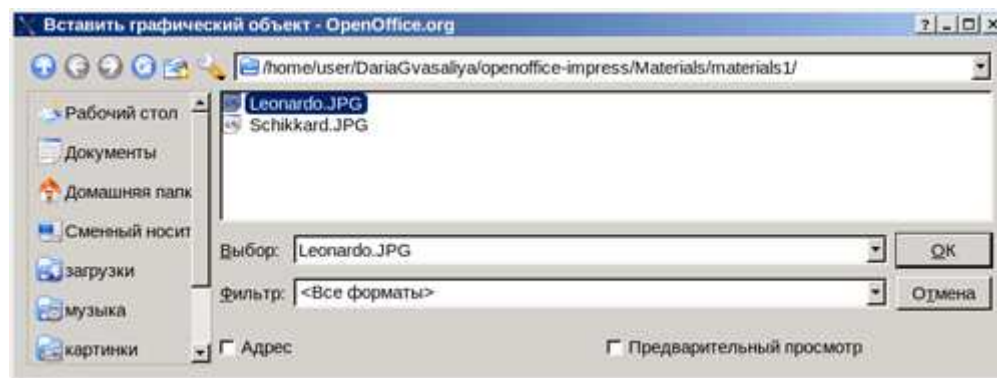 Вставить графический объект - OpenOffice.org
/home/user/DariaGvasaliya/openoffice-impress/Materials/materials1/
Рабочий стол
Документы
Домашняя папк
Сменный носит
загрузки
музыка
картинки
Leonardo.JPG
Schikkard.JPG
Выбор: Leonardo.JPG OK
Фильтр: <Все форматы> Отмена
Адрес Предварительный просмотр